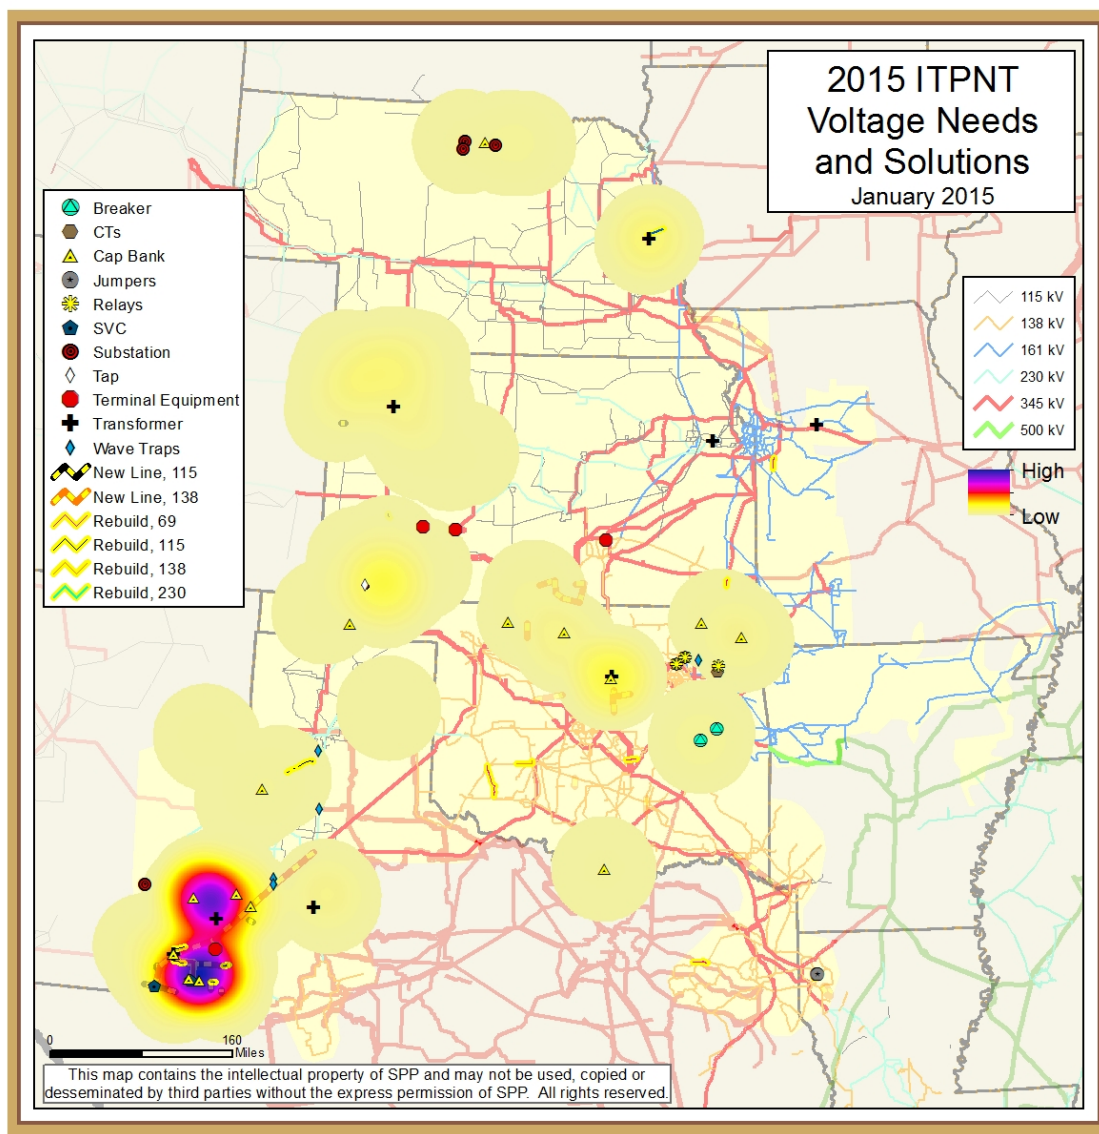 2015 ITPNT
Voltage Needs
and Solutions
January 2015
Breaker
CTs
Cap Bank
Jumpers
Relays
SVC
Substation
Tap
Terminal Equipment
Transformer
Wave Traps
New Line, 115
New Line, 138
Rebuild, 69
Rebuild, 115
Rebuild, 138
Rebuild, 230
115 kV
138 kV
161 kV
230 kV
345 kV
500 kV
High
Low
0 160
Miles
This map contains the intellectual property of SPP and may not be used, copied or
desseminated by third parties without the express permission of SPP. All rights reserved.